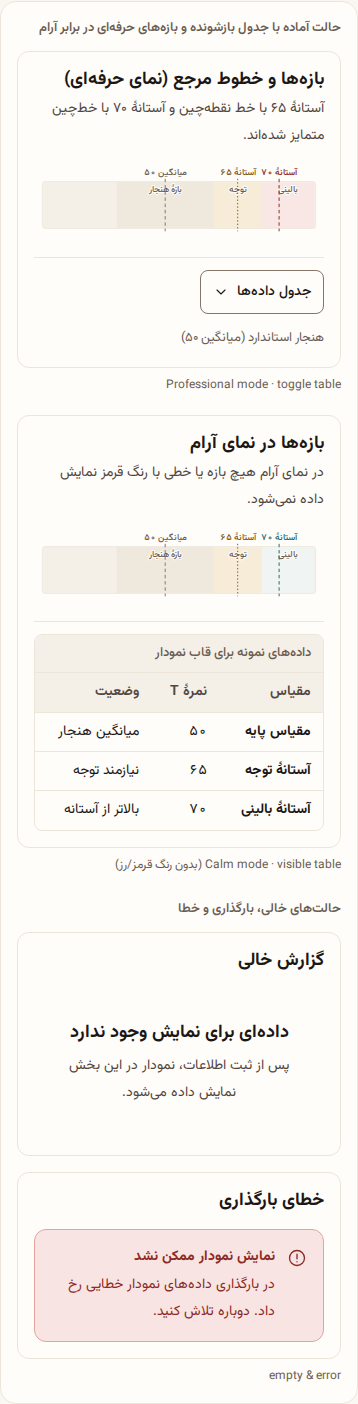 حالت آماده با جدول بازشونده و بازه‌های حرفه‌ای در برابر آرام
بازه‌ها و خطوط مرجع (نمای حرفه‌ای)
آستانهٔ ۶۵ با خط نقطه‌چین و آستانهٔ ۷۰ با خط‌چین
متمایز شده‌اند.
میانگین ۵۰
آستانهٔ ۶۵
آستانهٔ ۷۰
بازهٔ هنجار
توجه
بالینی
جدول داده‌ها
هنجار استاندارد (میانگین ۵۰)
Professional mode · toggle table
بازه‌ها در نمای آرام
در نمای آرام هیچ بازه یا خطی با رنگ قرمز نمایش
داده نمی‌شود.
میانگین ۵۰
آستانهٔ ۶۵
آستانهٔ ۷۰
بازهٔ هنجار
توجه
بالینی
داده‌های نمونه برای قاب نمودار
مقیاس نمرهٔ T وضعیت
مقیاس پایه ۵۰ میانگین هنجار
آستانهٔ توجه ۶۵ نیازمند توجه
آستانهٔ بالینی ۷۰ بالاتر از آستانه
Calm mode · visible table (بدون رنگ قرمز/رز)
حالت‌های خالی، بارگذاری و خطا
گزارش خالی
داده‌ای برای نمایش وجود ندارد
پس از ثبت اطلاعات، نمودار در این بخش
نمایش داده می‌شود.
خطای بارگذاری
نمایش نمودار ممکن نشد
در بارگذاری داده‌های نمودار خطایی رخ
داد. دوباره تلاش کنید.
empty & error